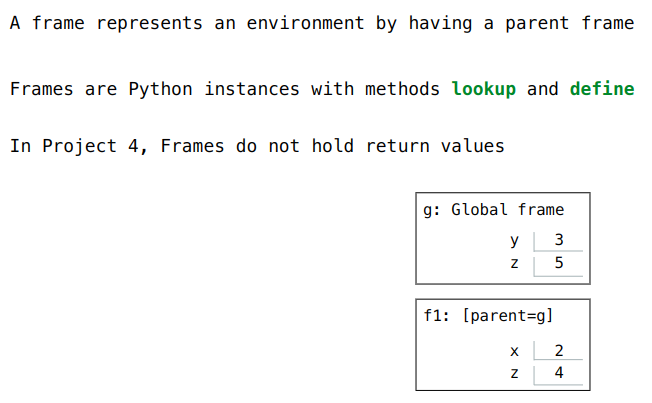 A frame represents an environment by having a parent frame
Frames are Python instances with methods lookup and define
In Project 4, Frames do not hold return values
g: Global frame
y 3
z 5
f1: [parent=g]
x 2
z 4